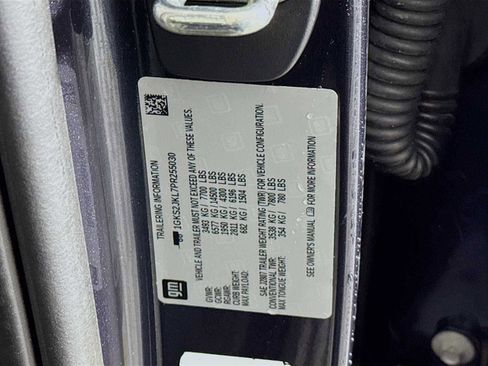 TRAILERING INFORMATION
1GKS2JKL7PR255030
VEHICLE AND TRAILER MUST NOT EXCEED ANY OF THESE VALUES.
GVWR: 3493 KG / 7700 LBS
GCWR: 6577 KG / 14500 LBS
RGAWR: 1950 KG / 4300 LBS
CURB WEIGHT: 2811 KG / 6196 LBS
MAX PAYLOAD: 682 KG / 1504 LBS
SAE J2807 TRAILER WEIGHT RATING (TWR) FOR VEHICLE CONFIGURATION.
MAX TWR: 3538 KG / 7800 LBS
MAX TONGUE WEIGHT: 354 KG / 780 LBS
SEE OWNER'S MANUAL FOR MORE INFORMATION.
gm